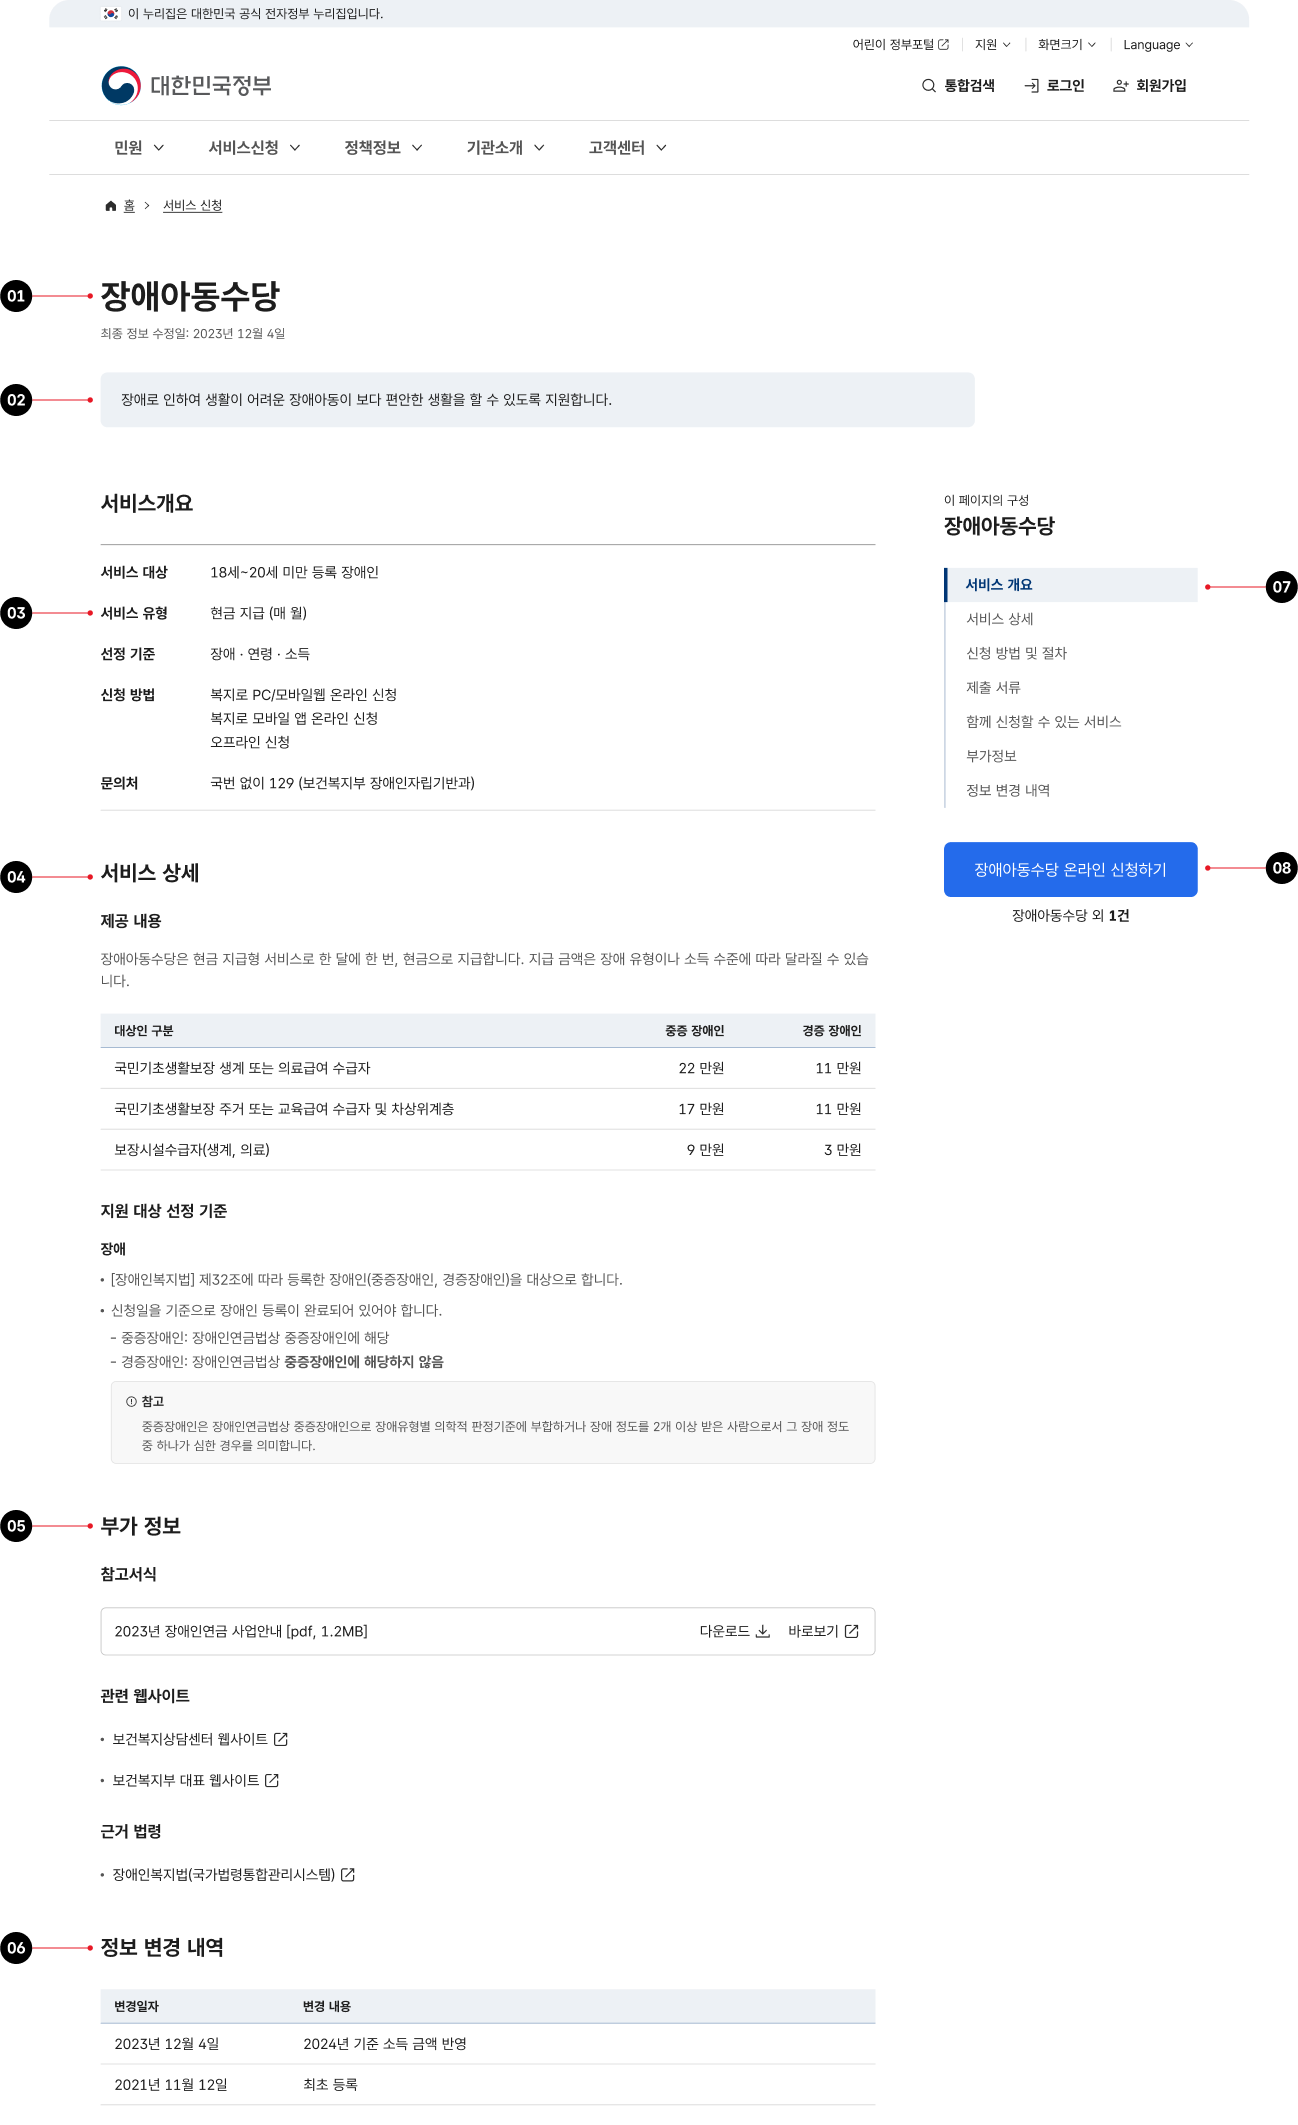 이 누리집은 대한민국 공식 전자정부 누리집입니다.
어린이 정부포털 지원 화면크기 Language
대한민국정부 통합검색 로그인 회원가입
민원 서비스신청 정책정보 기관소개 고객센터
홈 > 서비스 신청
01 장애아동수당
최종 정보 수정일: 2023년 12월 4일
02 장애로 인하여 생활이 어려운 장애아동이 보다 편안한 생활을 할 수 있도록 지원합니다.
서비스개요
서비스 대상 18세~20세 미만 등록 장애인
03 서비스 유형 현금 지급 (매 월)
선정 기준 장애 · 연령 · 소득
신청 방법 복지로 PC/모바일웹 온라인 신청
복지로 모바일 앱 온라인 신청
오프라인 신청
문의처 국번 없이 129 (보건복지부 장애인자립기반과)
이 페이지의 구성
장애아동수당
서비스 개요 07
서비스 상세
신청 방법 및 절차
제출 서류
함께 신청할 수 있는 서비스
부가정보
정보 변경 내역
장애아동수당 온라인 신청하기 08
장애아동수당 외 1건
04 서비스 상세
제공 내용
장애아동수당은 현금 지급형 서비스로 한 달에 한 번, 현금으로 지급합니다. 지급 금액은 장애 유형이나 소득 수준에 따라 달라질 수 있습
니다.
대상인 구분 중증 장애인 경증 장애인
국민기초생활보장 생계 또는 의료급여 수급자 22 만원 11 만원
국민기초생활보장 주거 또는 교육급여 수급자 및 차상위계층 17 만원 11 만원
보장시설수급자(생계, 의료) 9 만원 3 만원
지원 대상 선정 기준
장애
• [장애인복지법] 제32조에 따라 등록한 장애인(중증장애인, 경증장애인)을 대상으로 합니다.
• 신청일을 기준으로 장애인 등록이 완료되어 있어야 합니다.
- 중증장애인: 장애인연금법상 중증장애인에 해당
- 경증장애인: 장애인연금법상 중증장애인에 해당하지 않음
참고
중증장애인은 장애인연금법상 중증장애인으로 장애유형별 의학적 판정기준에 부합하거나 장애 정도를 2개 이상 받은 사람으로서 그 장애 정도
중 하나가 심한 경우를 의미합니다.
05 부가 정보
참고서식
2023년 장애인연금 사업안내 [pdf, 1.2MB] 다운로드 바로보기
관련 웹사이트
• 보건복지상담센터 웹사이트
• 보건복지부 대표 웹사이트
근거 법령
• 장애인복지법(국가법령통합관리시스템)
06 정보 변경 내역
변경일자 변경 내용
2023년 12월 4일 2024년 기준 소득 금액 반영
2021년 11월 12일 최초 등록